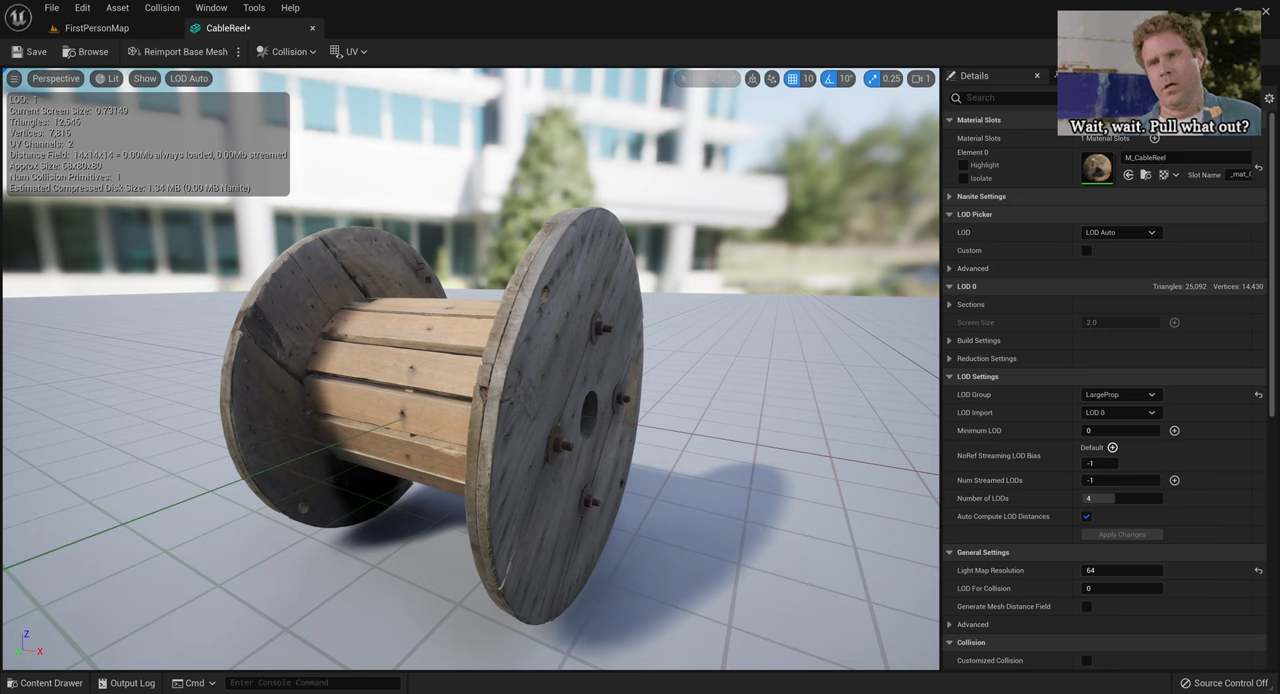 File Edit Asset Collision Window Tools Help
FirstPersonMap CableReel*
Save Browse Reimport Base Mesh Collision UV
Perspective Lit Show LOD Auto 10 10° 0.25 1
LOD: 1
Current Screen Size: 0.73149
Triangles: 12,546
Vertices: 7,816
UV Channels: 2
Distance Field: 14x14x14 = 0.00Mb always loaded, 0.00Mb streamed
Approx Size: 68x80x80
Num Collision Primitives: 1
Estimated Compressed Disk Size: 1.34 MB (0.00 MB Nanite)
Details
Search
Wait, wait. Pull what out?
Material Slots
Material Slots 1 Material Slots
Element 0
Highlight
Isolate
M_CableReel
Slot Name _mat_
Nanite Settings
LOD Picker
LOD LOD Auto
Custom
Advanced
LOD 0 Triangles: 25,092 Vertices: 14,430
Sections
Screen Size 2.0
Build Settings
Reduction Settings
LOD Settings
LOD Group LargeProp
LOD Import LOD 0
Minimum LOD 0
NoRef Streaming LOD Bias Default
-1
Num Streamed LODs -1
Number of LODs 4
Auto Compute LOD Distances
Apply Changes
General Settings
Light Map Resolution 64
LOD For Collision 0
Generate Mesh Distance Field
Advanced
Collision
Customized Collision
Content Drawer Output Log Cmd Enter Console Command Source Control Off